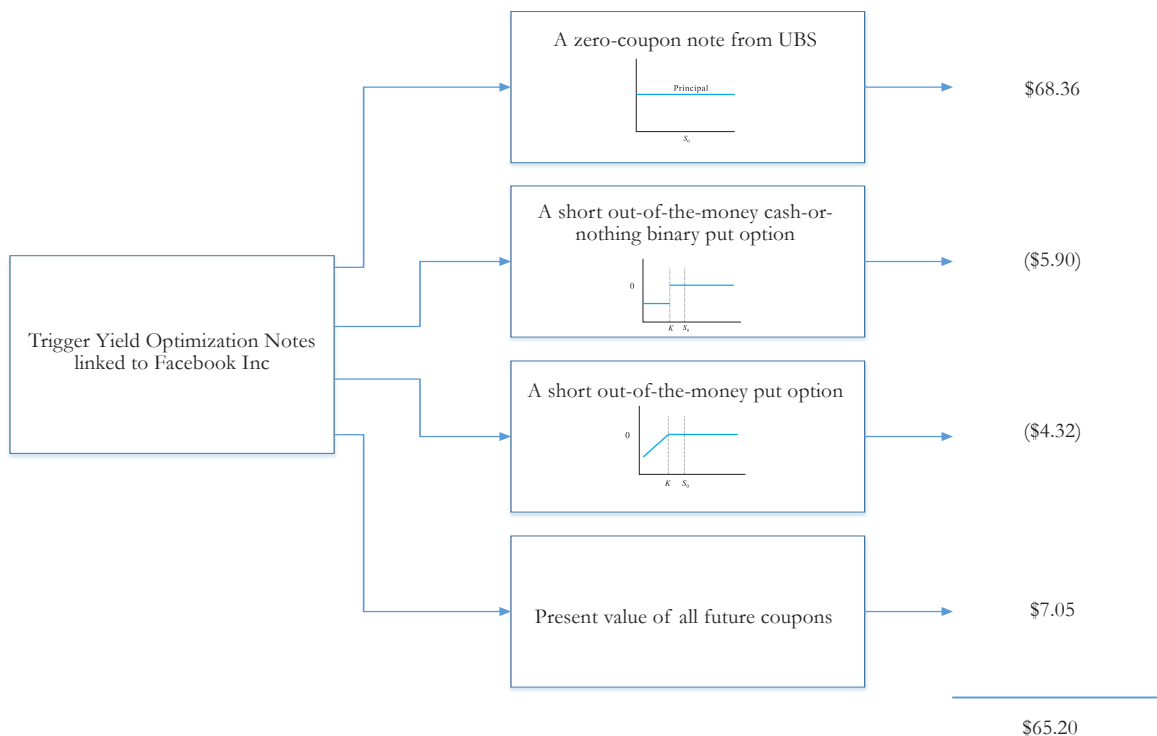 A zero-coupon note from UBS
Principal
S₀
$68.36
A short out-of-the-money cash-or-
nothing binary put option
0
K S₀
($5.90)
Trigger Yield Optimization Notes
linked to Facebook Inc
A short out-of-the-money put option
0
K S₀
($4.32)
Present value of all future coupons
$7.05
$65.20